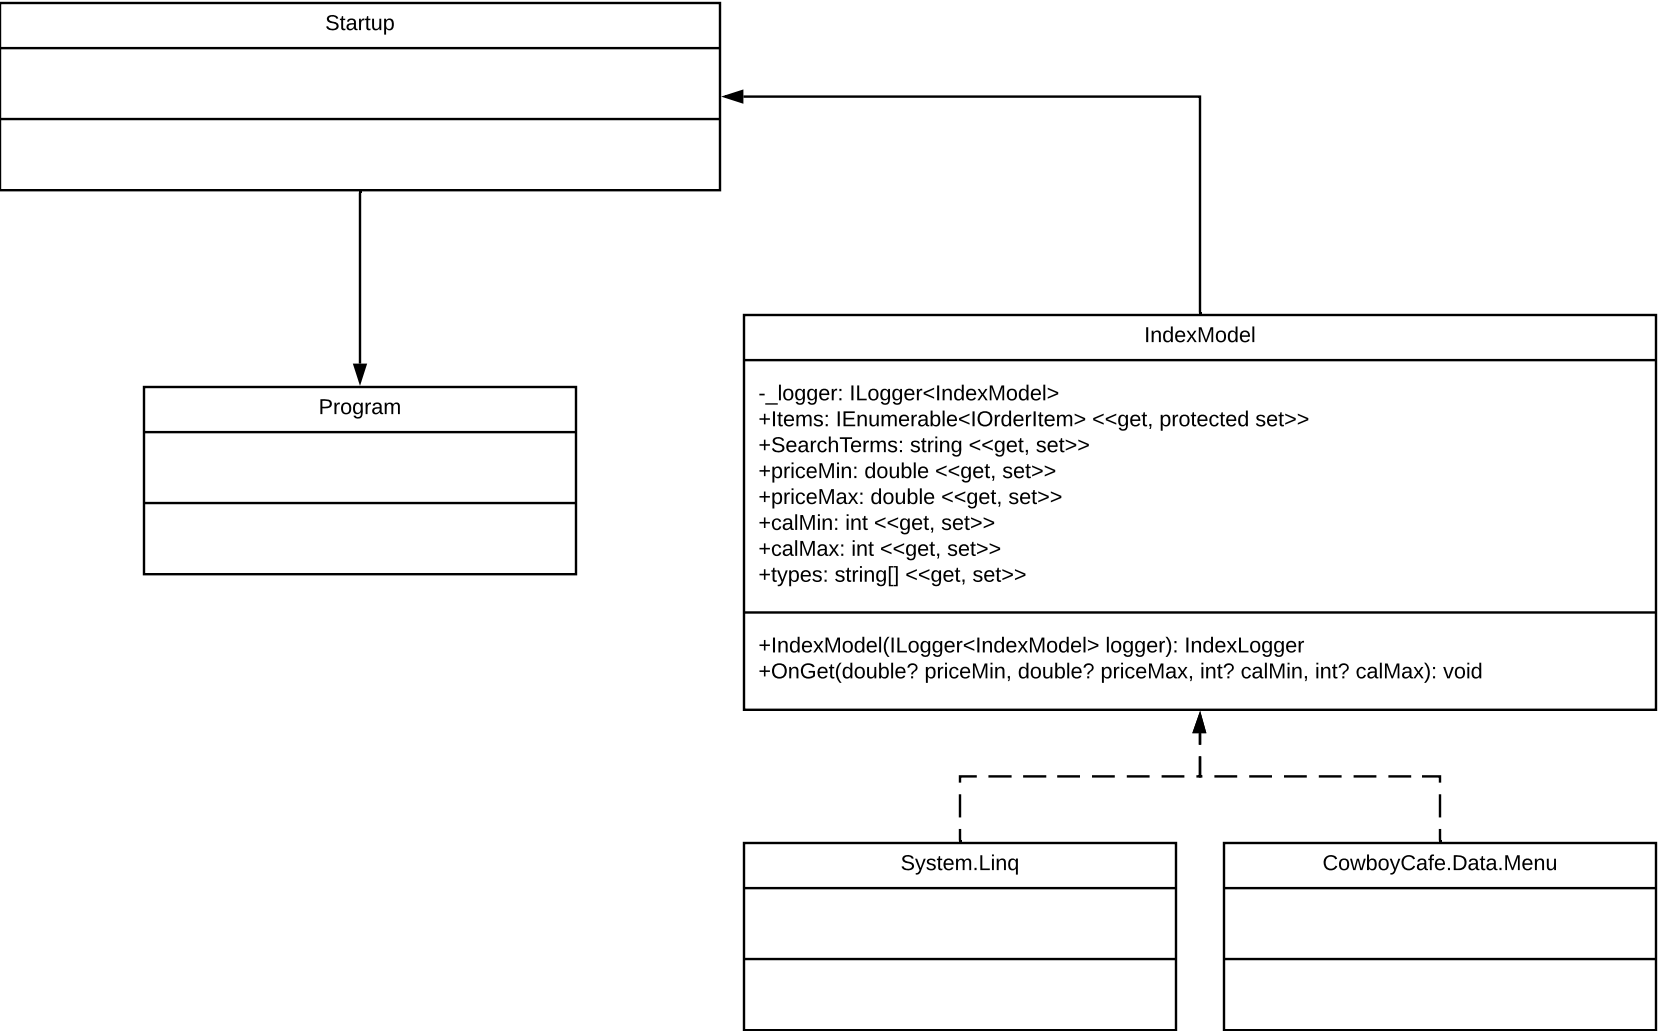 Startup
Program
IndexModel
-_logger: ILogger<IndexModel>
+Items: IEnumerable<IOrderItem> <<get, protected set>>
+SearchTerms: string <<get, set>>
+priceMin: double <<get, set>>
+priceMax: double <<get, set>>
+calMin: int <<get, set>>
+calMax: int <<get, set>>
+types: string[] <<get, set>>
+IndexModel(ILogger<IndexModel> logger): IndexLogger
+OnGet(double? priceMin, double? priceMax, int? calMin, int? calMax): void
System.Linq
CowboyCafe.Data.Menu